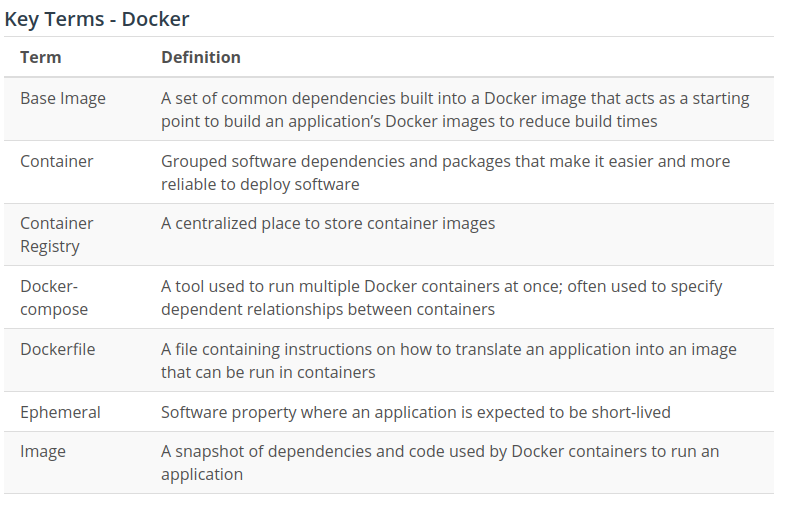 Key Terms - Docker
Term Definition
Base Image A set of common dependencies built into a Docker image that acts as a starting
point to build an application’s Docker images to reduce build times
Container Grouped software dependencies and packages that make it easier and more
reliable to deploy software
Container A centralized place to store container images
Registry
Docker- A tool used to run multiple Docker containers at once; often used to specify
compose dependent relationships between containers
Dockerfile A file containing instructions on how to translate an application into an image
that can be run in containers
Ephemeral Software property where an application is expected to be short-lived
Image A snapshot of dependencies and code used by Docker containers to run an
application